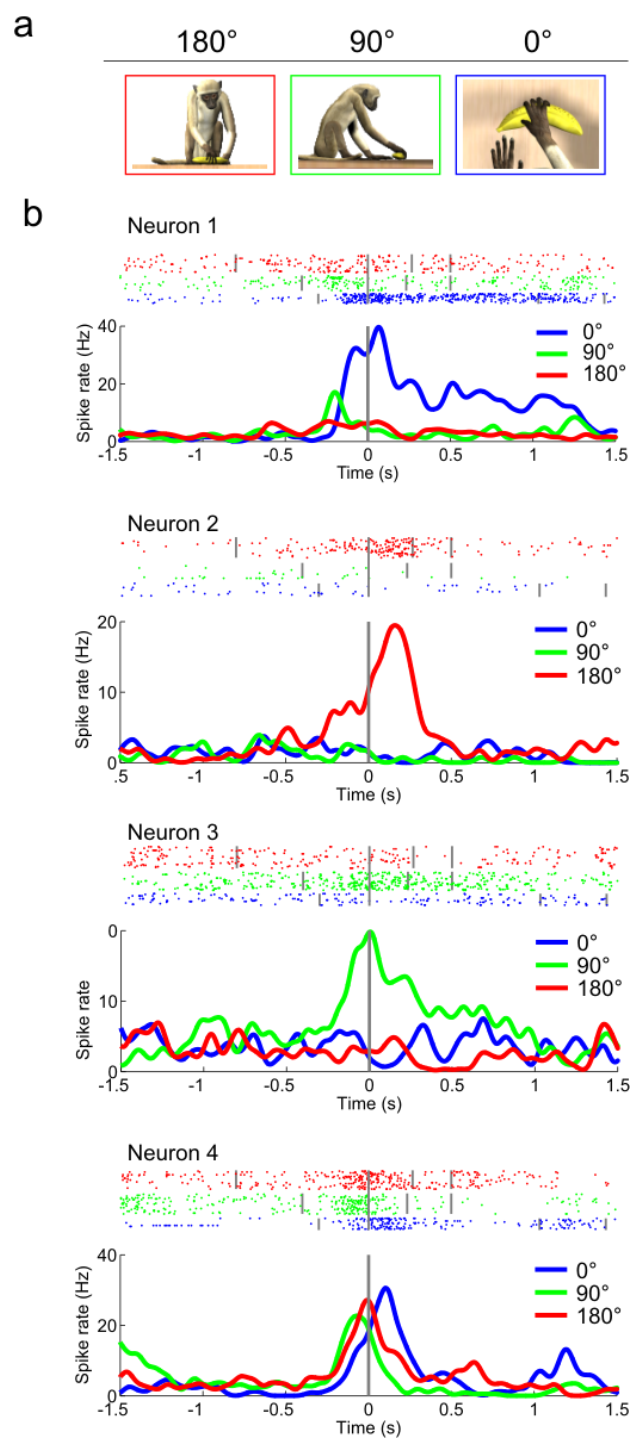 a
180° 90° 0°
b
Neuron 1
40
20
0
Spike rate (Hz)
0°
90°
180°
-1.5 -1 -0.5 0 0.5 1 1.5
Time (s)
Neuron 2
20
10
0
Spike rate (Hz)
0°
90°
180°
.5 -1 -0.5 0 0.5 1 1.5
Time (s)
Neuron 3
0
10
0
Spike rate
0°
90°
180°
-1.5 -1 -0.5 0 0.5 1 1.5
Time (s)
Neuron 4
40
20
0
Spike rate (Hz)
0°
90°
180°
-1.5 -1 -0.5 0 0.5 1 1.5
Time (s)